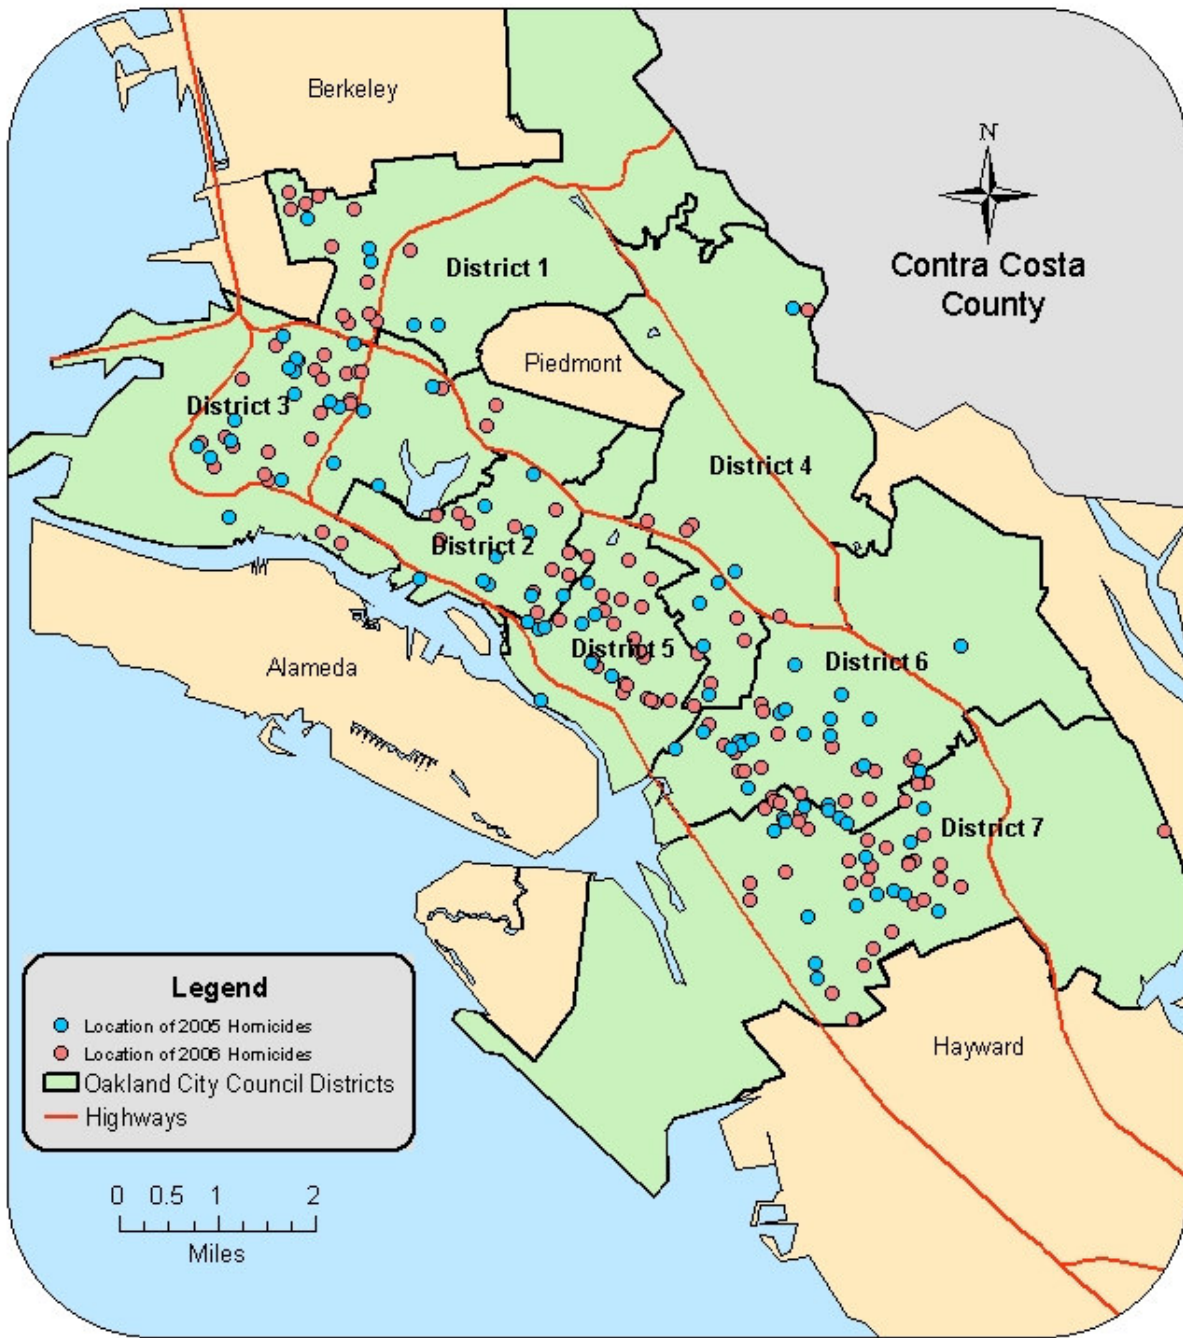 Berkeley
N
Contra Costa
County
District 1
Piedmont
District 3
District 4
District 2
District 5
District 6
Alameda
District 7
Legend
Location of 2005 Homicides
Location of 2006 Homicides
Oakland City Council Districts
Highways
Hayward
0 0.5 1 2
Miles